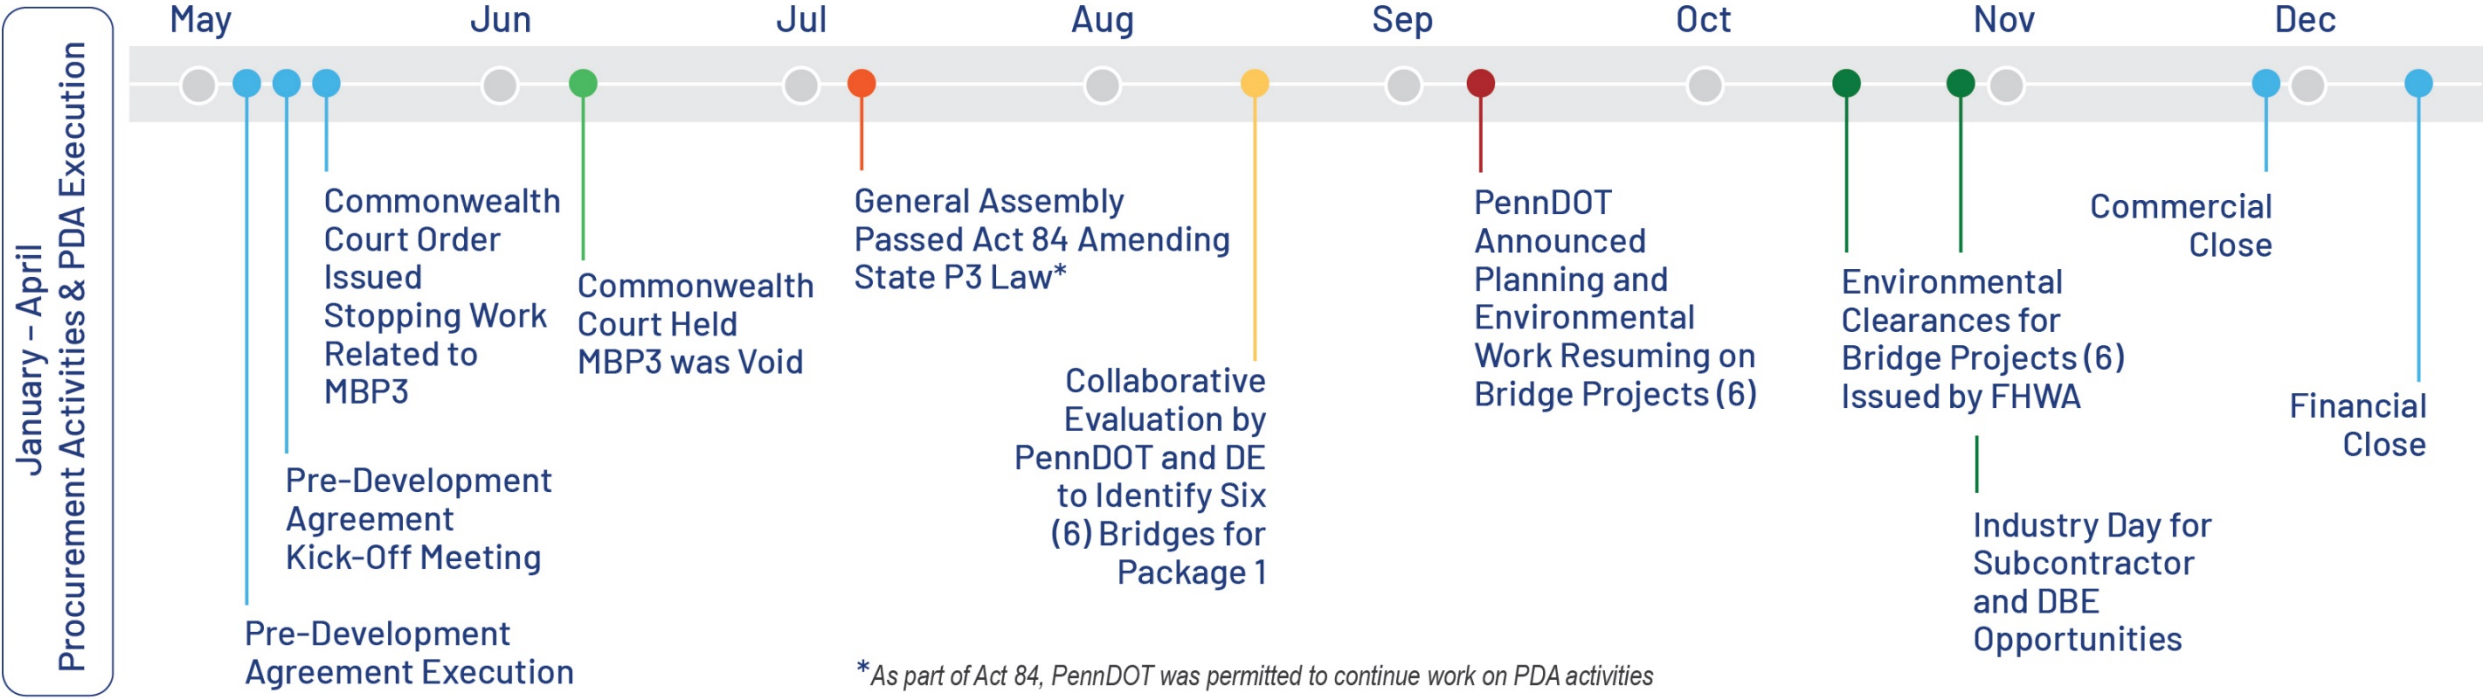 January – April
Procurement Activities & PDA Execution
May
Jun
Jul
Aug
Sep
Oct
Nov
Dec
Commonwealth
Court Order
Issued
Stopping Work
Related to
MBP3
Pre-Development
Agreement
Kick-Off Meeting
Pre-Development
Agreement Execution
Commonwealth
Court Held
MBP3 was Void
General Assembly
Passed Act 84 Amending
State P3 Law*
Collaborative
Evaluation by
PennDOT and DE
to Identify Six
(6) Bridges for
Package 1
PennDOT
Announced
Planning and
Environmental
Work Resuming on
Bridge Projects (6)
Environmental
Clearances for
Bridge Projects (6)
Issued by FHWA
Industry Day for
Subcontractor
and DBE
Opportunities
Commercial
Close
Financial
Close
*As part of Act 84, PennDOT was permitted to continue work on PDA activities